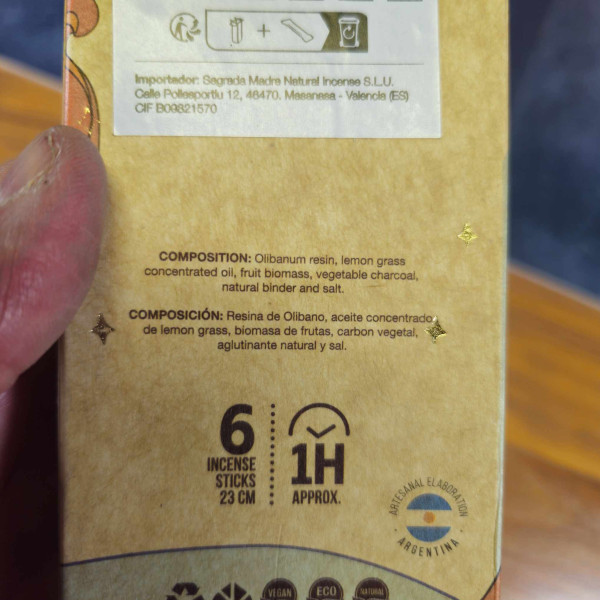 +
Importador: Sagrada Madre Natural Incense S.L.U.
Calle Poliesportiu 12, 46470. Massnasa - Valencia (ES)
CIF B09821570
COMPOSITION: Olibanum resin, lemon grass
concentrated oil, fruit biomass, vegetable charcoal,
natural binder and salt.
COMPOSICIÓN: Resina de Olibano, aceite concentrado
de lemon grass, biomasa de frutas, carbon vegetal,
aglutinante natural y sal.
6
INCENSE
STICKS
23 CM
1H
APPROX.
ARTESANAL ELABORATION
ARGENTINA
VEGAN
ECO
NATURAL